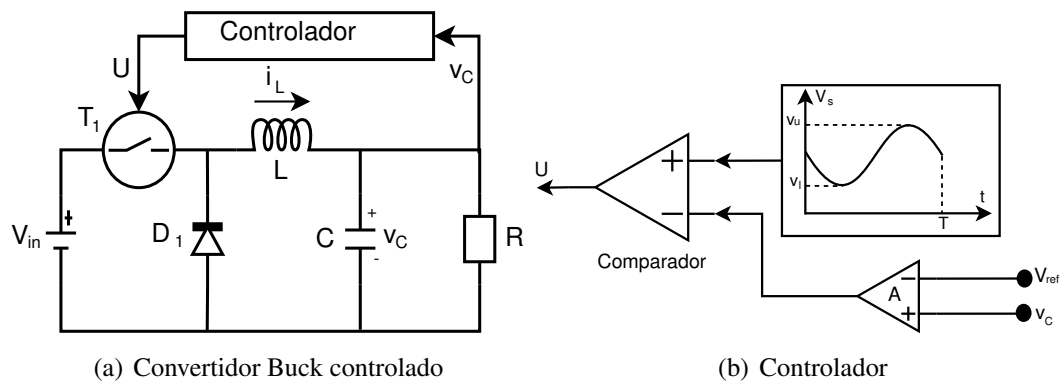 Controlador
U
v_C
i_L
T_1
L
V_in
+
D_1
C
+
v_C
-
R
(a) Convertidor Buck controlado
V_s
v_u
v_l
t
T
U
+
−
Comparador
A
−
+
V_ref
v_C
(b) Controlador